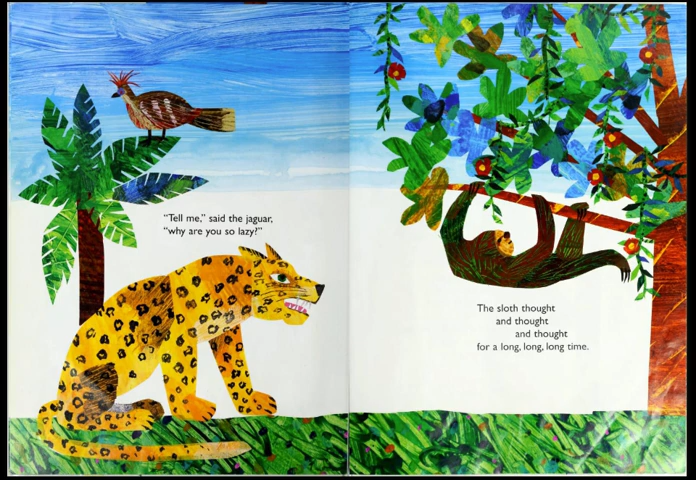 "Tell me," said the jaguar,
"why are you so lazy?"
The sloth thought
and thought
and thought
for a long, long, long time.